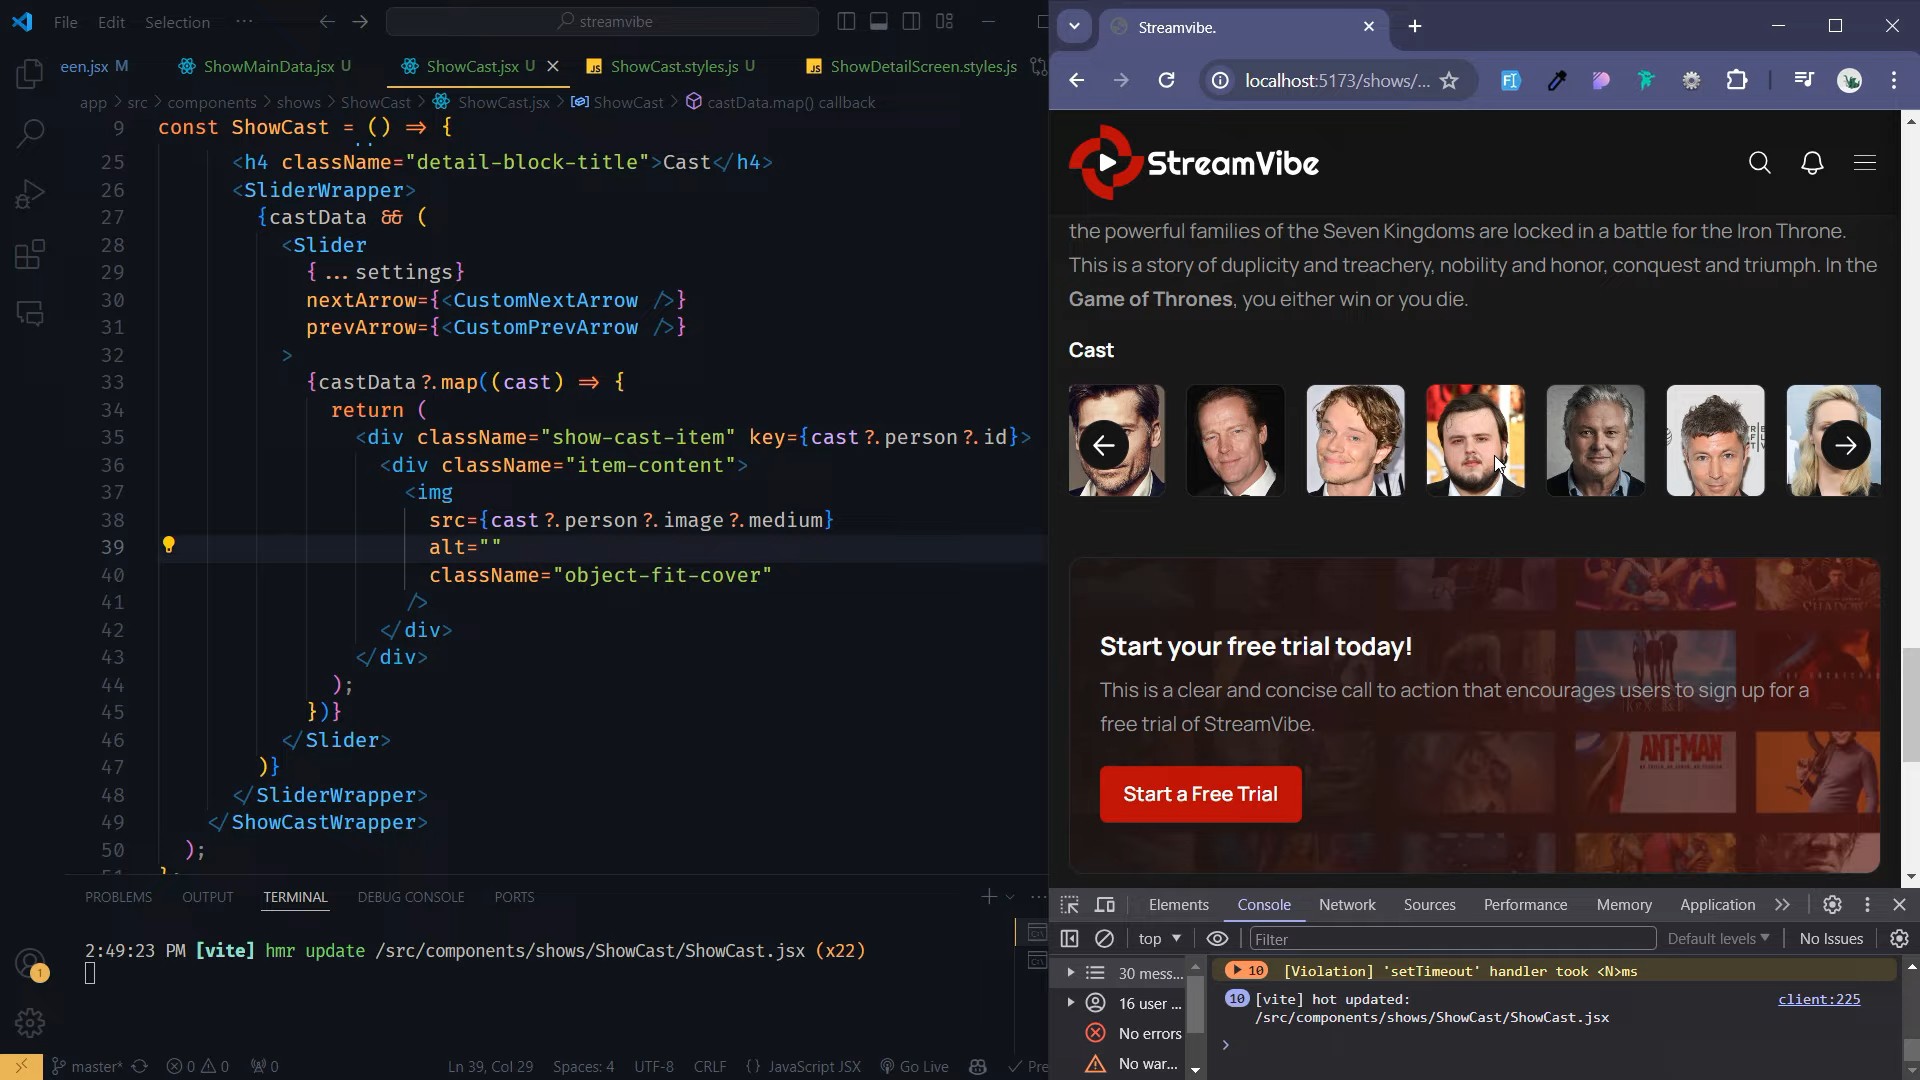 File Edit Selection ··· streamvibe
een.jsx M ShowMainData.jsx U ShowCast.jsx U ShowCast.styles.js U ShowDetailScreen.styles.js
app > src > components > shows > ShowCast > ShowCast.jsx > ShowCast > castData.map() callback
9 const ShowCast = () => {
25 <h4 className="detail-block-title">Cast</h4>
26 <SliderWrapper>
27 {castData && (
28 <Slider
29 {...settings}
30 nextArrow={<CustomNextArrow />}
31 prevArrow={<CustomPrevArrow />}
32 >
33 {castData?.map((cast) => {
34 return (
35 <div className="show-cast-item" key={cast?.person?.id}>
36 <div className="item-content">
37 <img
38 src={cast?.person?.image?.medium}
39 alt=""
40 className="object-fit-cover"
41 />
42 </div>
43 </div>
44 );
45 })}
46 </Slider>
47 )}
48 </SliderWrapper>
49 </ShowCastWrapper>
50 );
PROBLEMS OUTPUT TERMINAL DEBUG CONSOLE PORTS
2:49:23 PM [vite] hmr update /src/components/shows/ShowCast/ShowCast.jsx (x22)
1
master* 0 0 0 Ln 39, Col 29 Spaces: 4 UTF-8 CRLF {} JavaScript JSX Go Live Pre
Streamvibe.
localhost:5173/shows/...
StreamVibe
the powerful families of the Seven Kingdoms are locked in a battle for the Iron Throne.
This is a story of duplicity and treachery, nobility and honor, conquest and triumph. In the
Game of Thrones, you either win or you die.
Cast
Start your free trial today!
This is a clear and concise call to action that encourages users to sign up for a
free trial of StreamVibe.
Start a Free Trial
ANT-MAN
Elements Console Network Sources Performance Memory Application
top Filter Default levels No Issues
30 mess...
16 user ...
No errors
No war...
10 [Violation] 'setTimeout' handler took <N>ms
10 [vite] hot updated: client:225
/src/components/shows/ShowCast/ShowCast.jsx